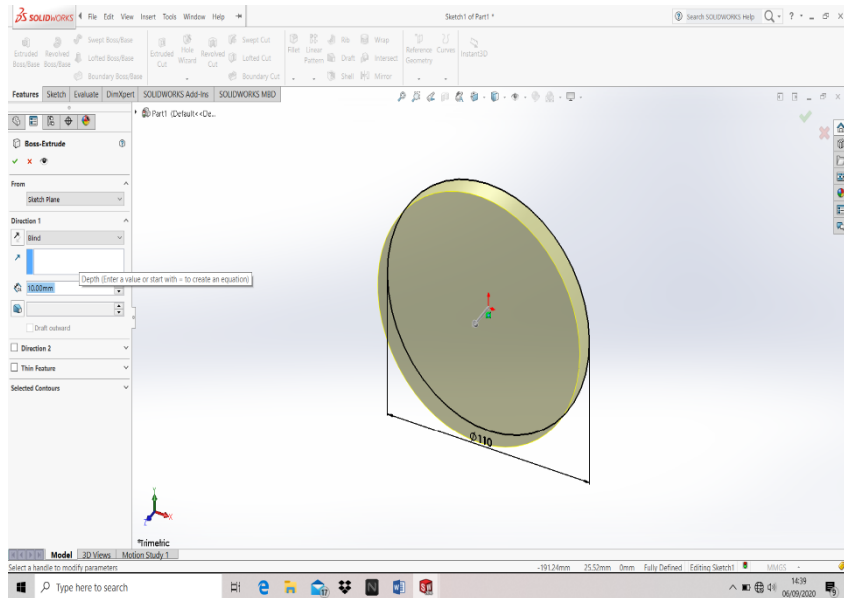 SOLIDWORKS File Edit View Insert Tools Window Help Sketch1 of Part1 * Search SOLIDWORKS Help
Extruded Boss/Base Revolved Boss/Base Swept Boss/Base Lofted Boss/Base Boundary Boss/Base Extruded Cut Hole Wizard Revolved Cut Swept Cut Lofted Cut Boundary Cut Fillet Linear Pattern Rib Draft Shell Wrap Intersect Mirror Reference Geometry Curves Instant3D
Features Sketch Evaluate DimXpert SOLIDWORKS Add-Ins SOLIDWORKS MBD
Part1 (Default<<De...
Boss-Extrude
From
Sketch Plane
Direction 1
Blind
Depth (Enter a value or start with = to create an equation)
10.00mm
Draft outward
Direction 2
Thin Feature
Selected Contours
Ø110
Y
X
Z
*Trimetric
Model 3D Views Motion Study 1
Select a handle to modify parameters -191.24mm 25.52mm 0mm Fully Defined Editing Sketch1 MMGS
Type here to search 14:39
06/09/2020